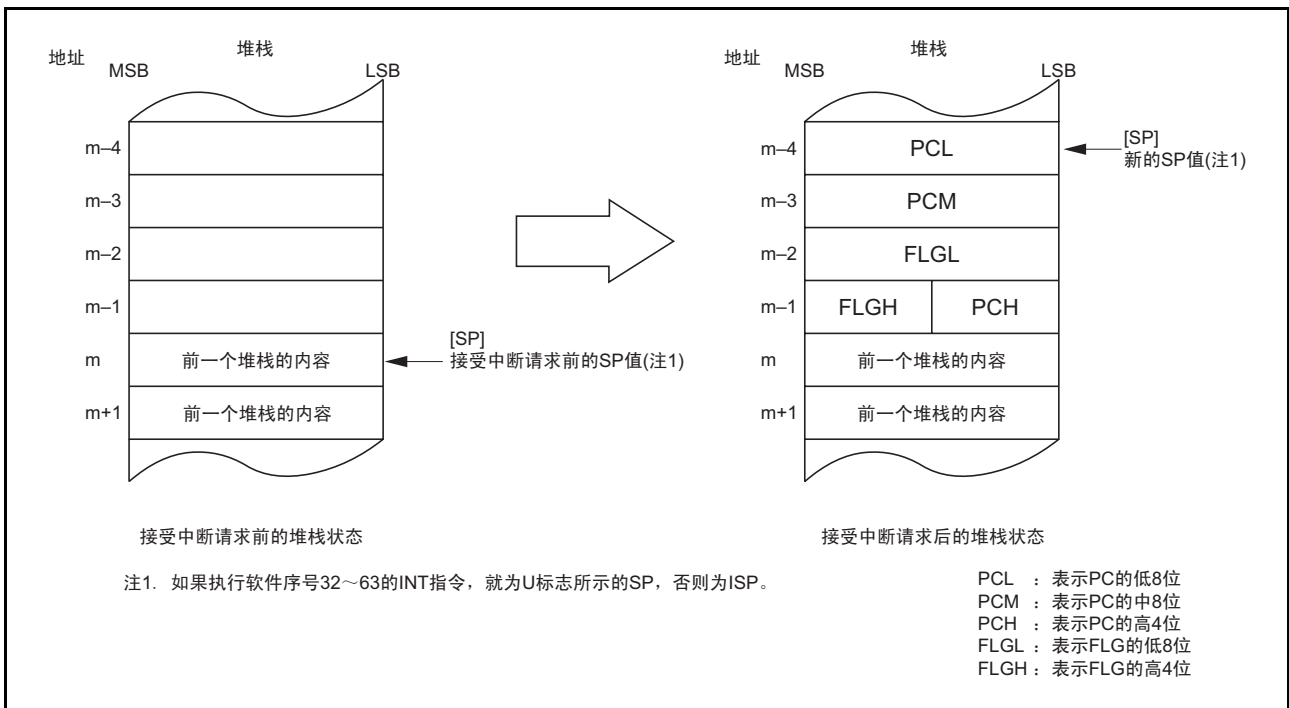 地址
堆栈
MSB
LSB
m–4
m–3
m–2
m–1
m
前一个堆栈的内容
m+1
前一个堆栈的内容
[SP]
接受中断请求前的SP值(注1)
接受中断请求前的堆栈状态
地址
堆栈
MSB
LSB
m–4
PCL
m–3
PCM
m–2
FLGL
m–1
FLGH
PCH
m
前一个堆栈的内容
m+1
前一个堆栈的内容
[SP]
新的SP值(注1)
接受中断请求后的堆栈状态
注1. 如果执行软件序号32～63的INT指令，就为U标志所示的SP，否则为ISP。
PCL ：表示PC的低8位
PCM ：表示PC的中8位
PCH ：表示PC的高4位
FLGL ：表示FLG的低8位
FLGH ：表示FLG的高4位